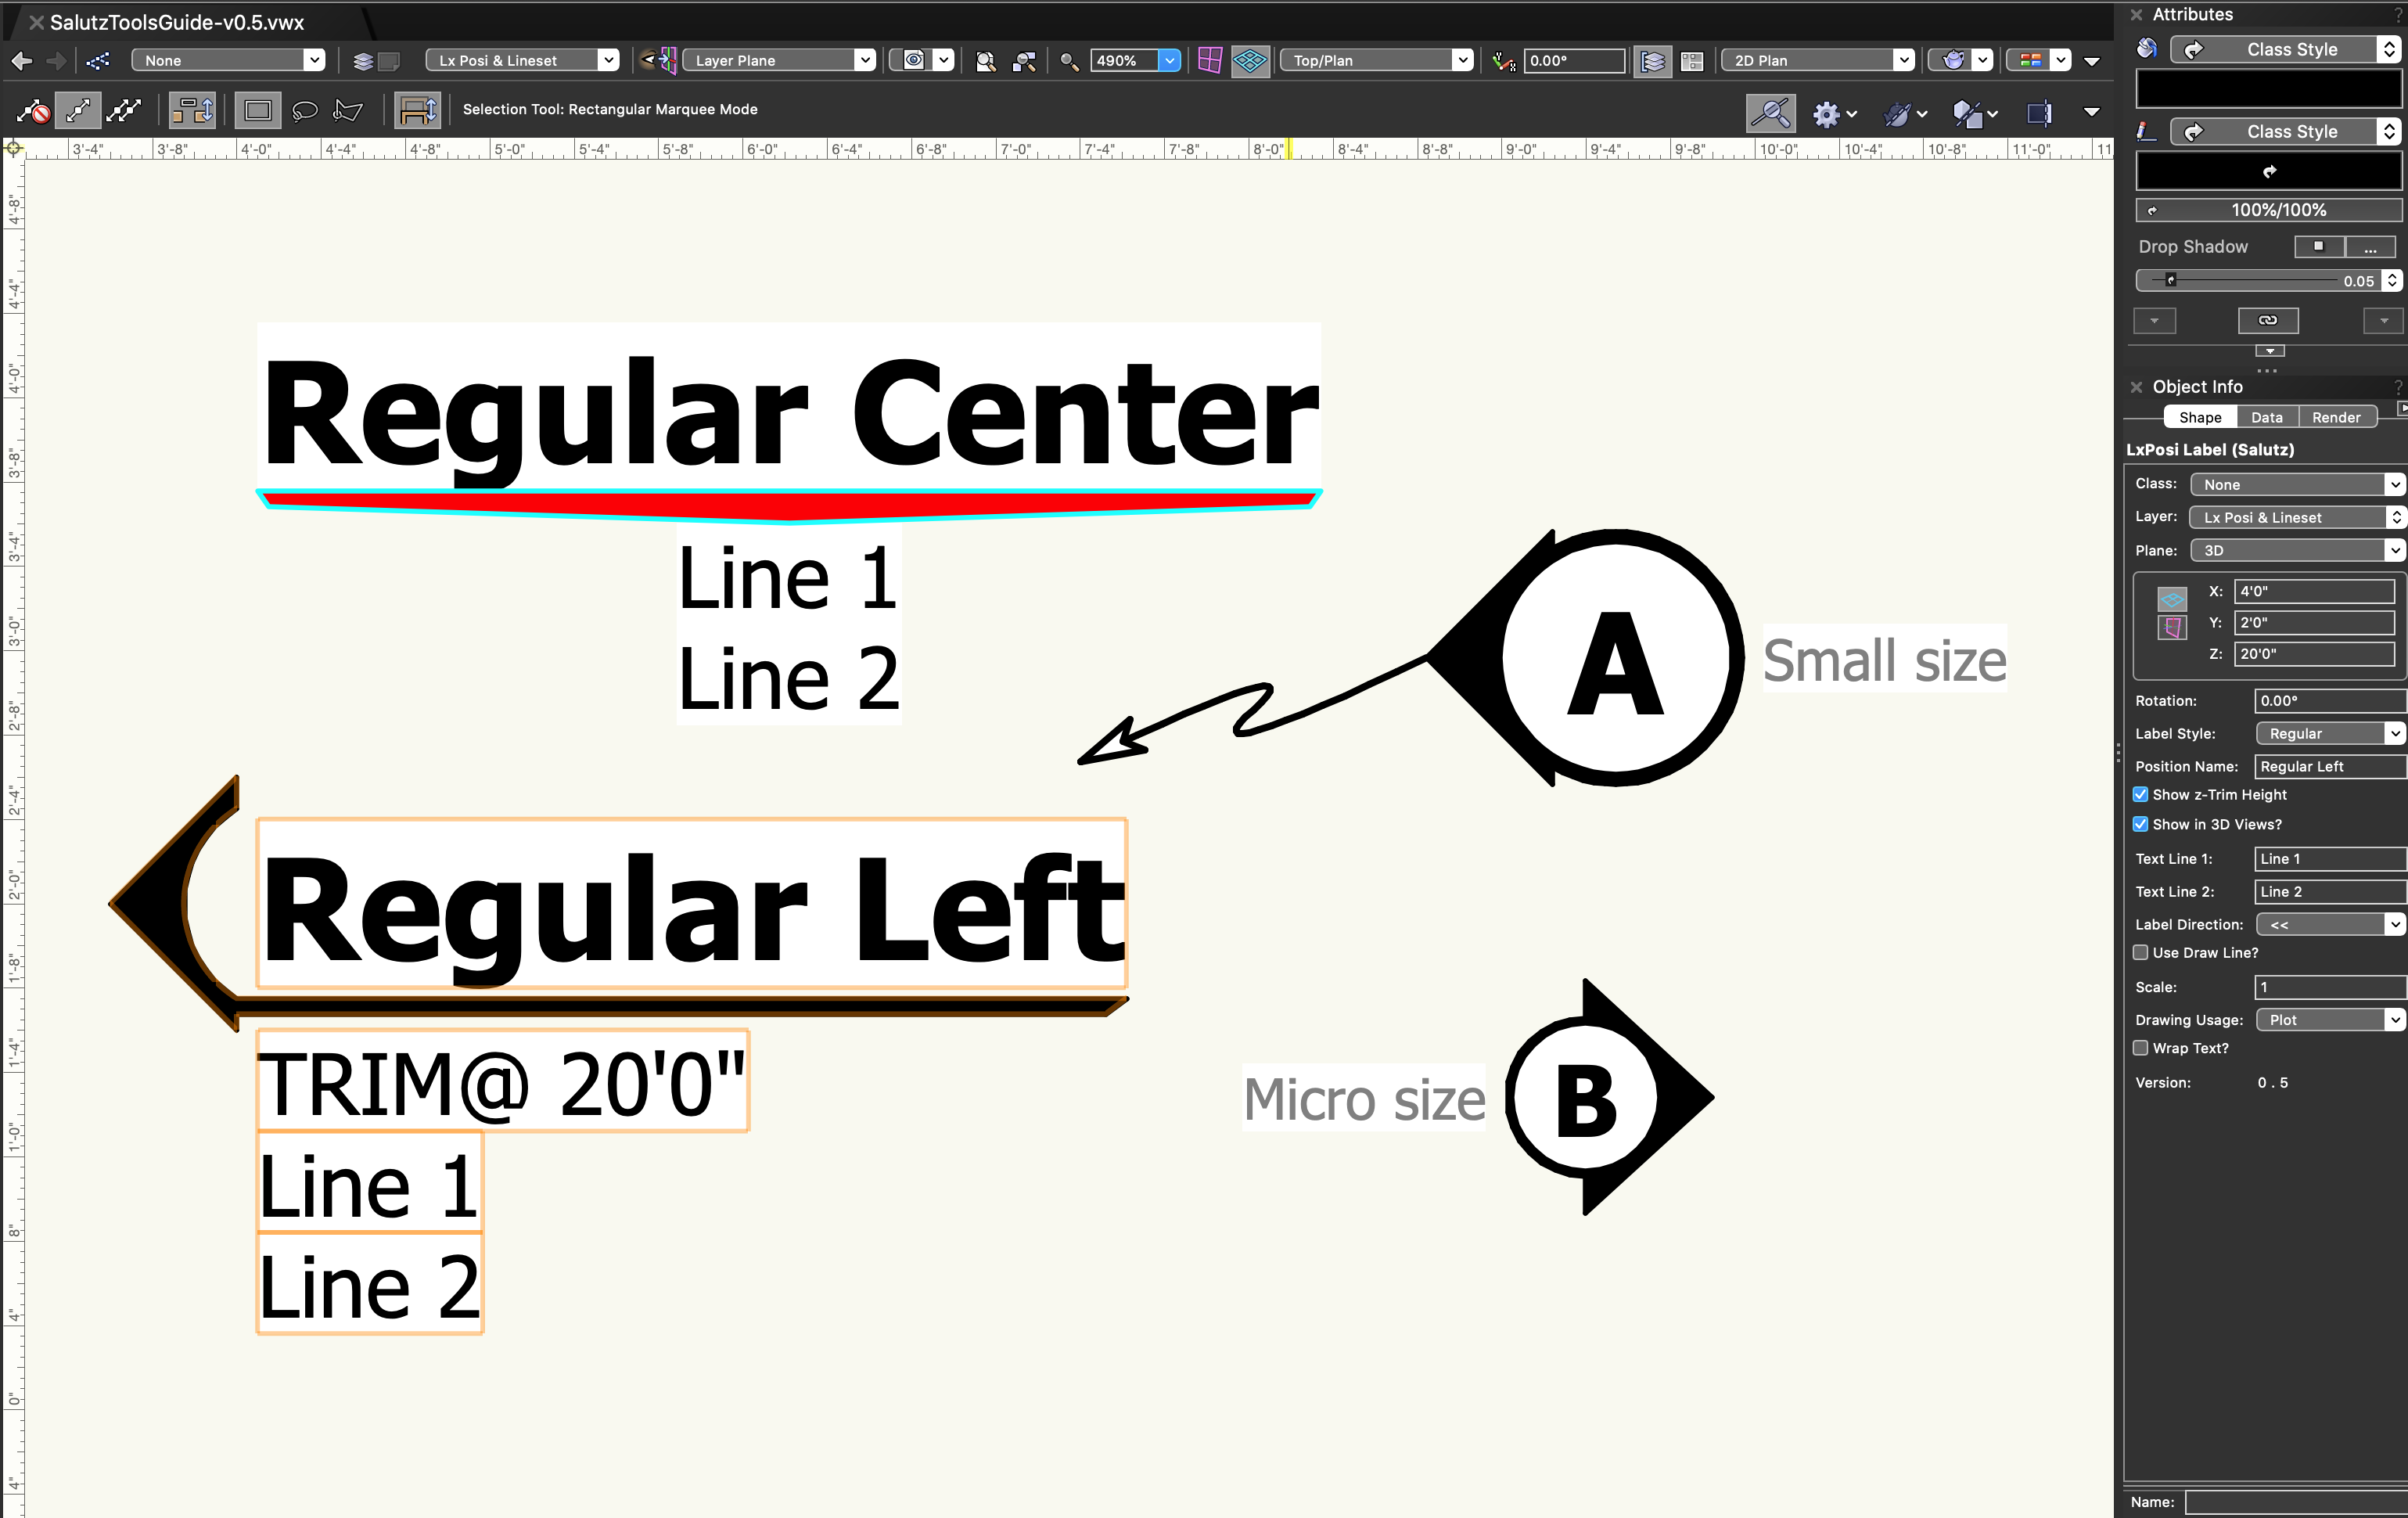 SalutzToolsGuide-v0.5.vwx
None
Lx Posi & Lineset
Layer Plane
490%
Top/Plan
0.00°
2D Plan
Selection Tool: Rectangular Marquee Mode
3'-4" 3'-8" 4'-0" 4'-4" 4'-8" 5'-0" 5'-4" 5'-8" 6'-0" 6'-4" 6'-8" 7'-0" 7'-4" 7'-8" 8'-0" 8'-4" 8'-8" 9'-0" 9'-4" 9'-8" 10'-0" 10'-4" 10'-8" 11'-0" 11
4'-8"
4'-4"
4'-0"
3'-8"
3'-4"
3'-0"
2'-8"
2'-4"
2'-0"
1'-8"
1'-4"
1'-0"
8"
4"
0"
4"
Regular Center
Line 1
Line 2
A
Small size
Regular Left
TRIM@ 20'0"
Line 1
Line 2
Micro size
B
Attributes
?
Class Style
Class Style
100%/100%
Drop Shadow
...
0.05
Object Info
?
Shape Data Render
LxPosi Label (Salutz)
Class: None
Layer: Lx Posi & Lineset
Plane: 3D
X: 4'0"
Y: 2'0"
Z: 20'0"
Rotation: 0.00°
Label Style: Regular
Position Name: Regular Left
Show z-Trim Height
Show in 3D Views?
Text Line 1: Line 1
Text Line 2: Line 2
Label Direction: <<
Use Draw Line?
Scale: 1
Drawing Usage: Plot
Wrap Text?
Version: 0 . 5
Name: